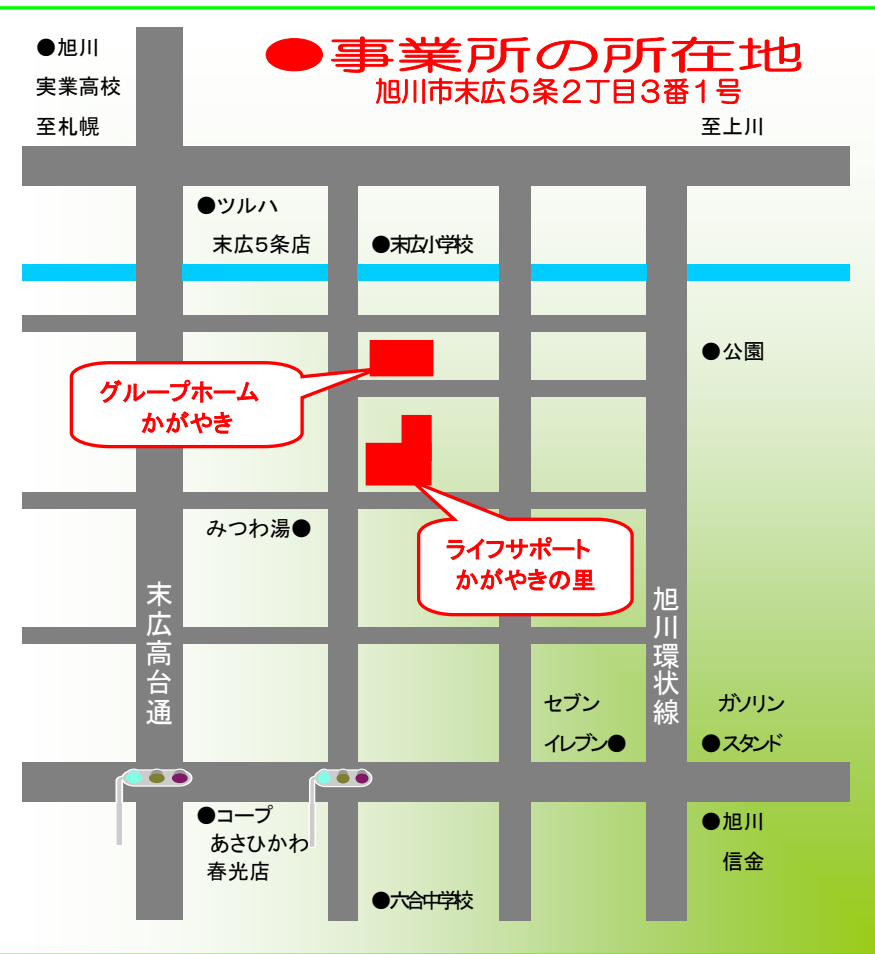 ●事業所の所在地
旭川市末広５条２丁目３番１号
●旭川
実業高校
至札幌
至上川
●ツルハ
末広５条店
●末広小学校
●公園
グループホーム
かがやき
みつわ湯●
ライフサポート
かがやきの里
末広高台通
旭川環状線
セブン
イレブン●
ガソリン
●スタンド
●コープ
あさひかわ
春光店
●旭川
信金
●六合中学校